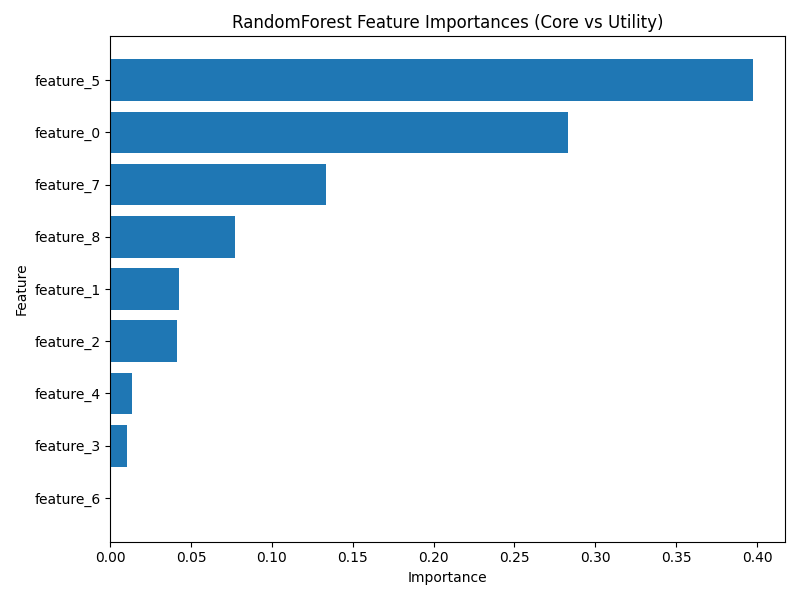 RandomForest Feature Importances (Core vs Utility)
feature_5
feature_0
feature_7
feature_8
feature_1
feature_2
feature_4
feature_3
feature_6
Feature
0.00 0.05 0.10 0.15 0.20 0.25 0.30 0.35 0.40
Importance